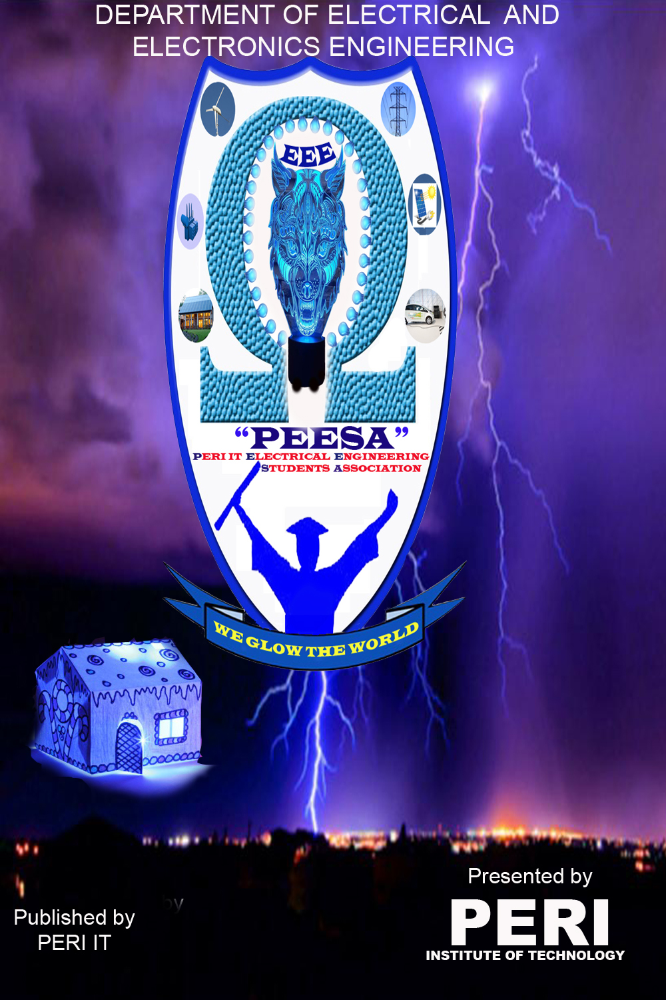 DEPARTMENT OF ELECTRICAL AND
ELECTRONICS ENGINEERING
EEE
“PEESA”
PERI IT ELECTRICAL ENGINEERING
STUDENTS ASSOCIATION
WE GLOW THE WORLD
Presented by
PERI
INSTITUTE OF TECHNOLOGY
by
Published by
PERI IT